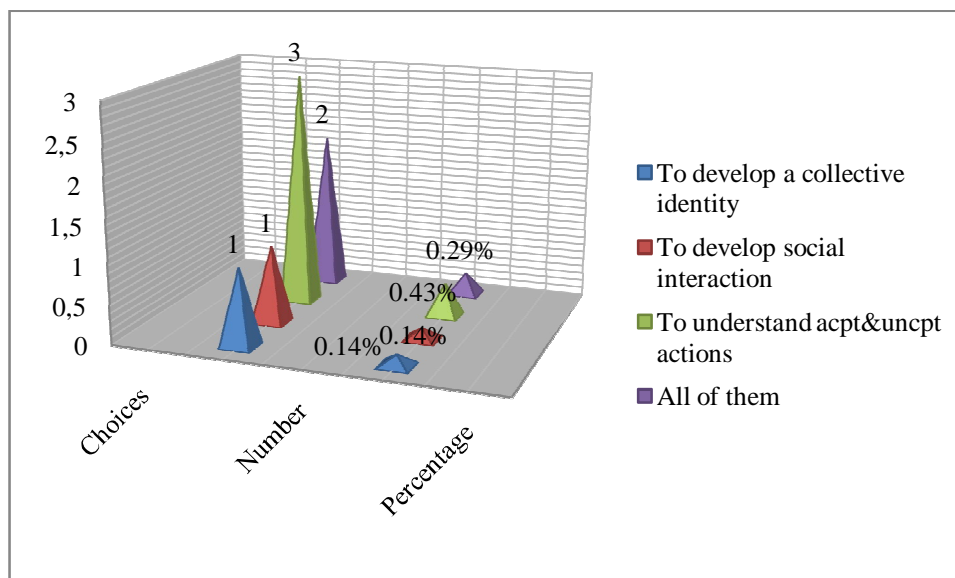 3
2,5
2
1,5
1
0,5
0
1
1
3
2
0.14%
0.14%
0.43%
0.29%
Choices
Number
Percentage
To develop a collective
identity
To develop social
interaction
To understand acpt&uncpt
actions
All of them